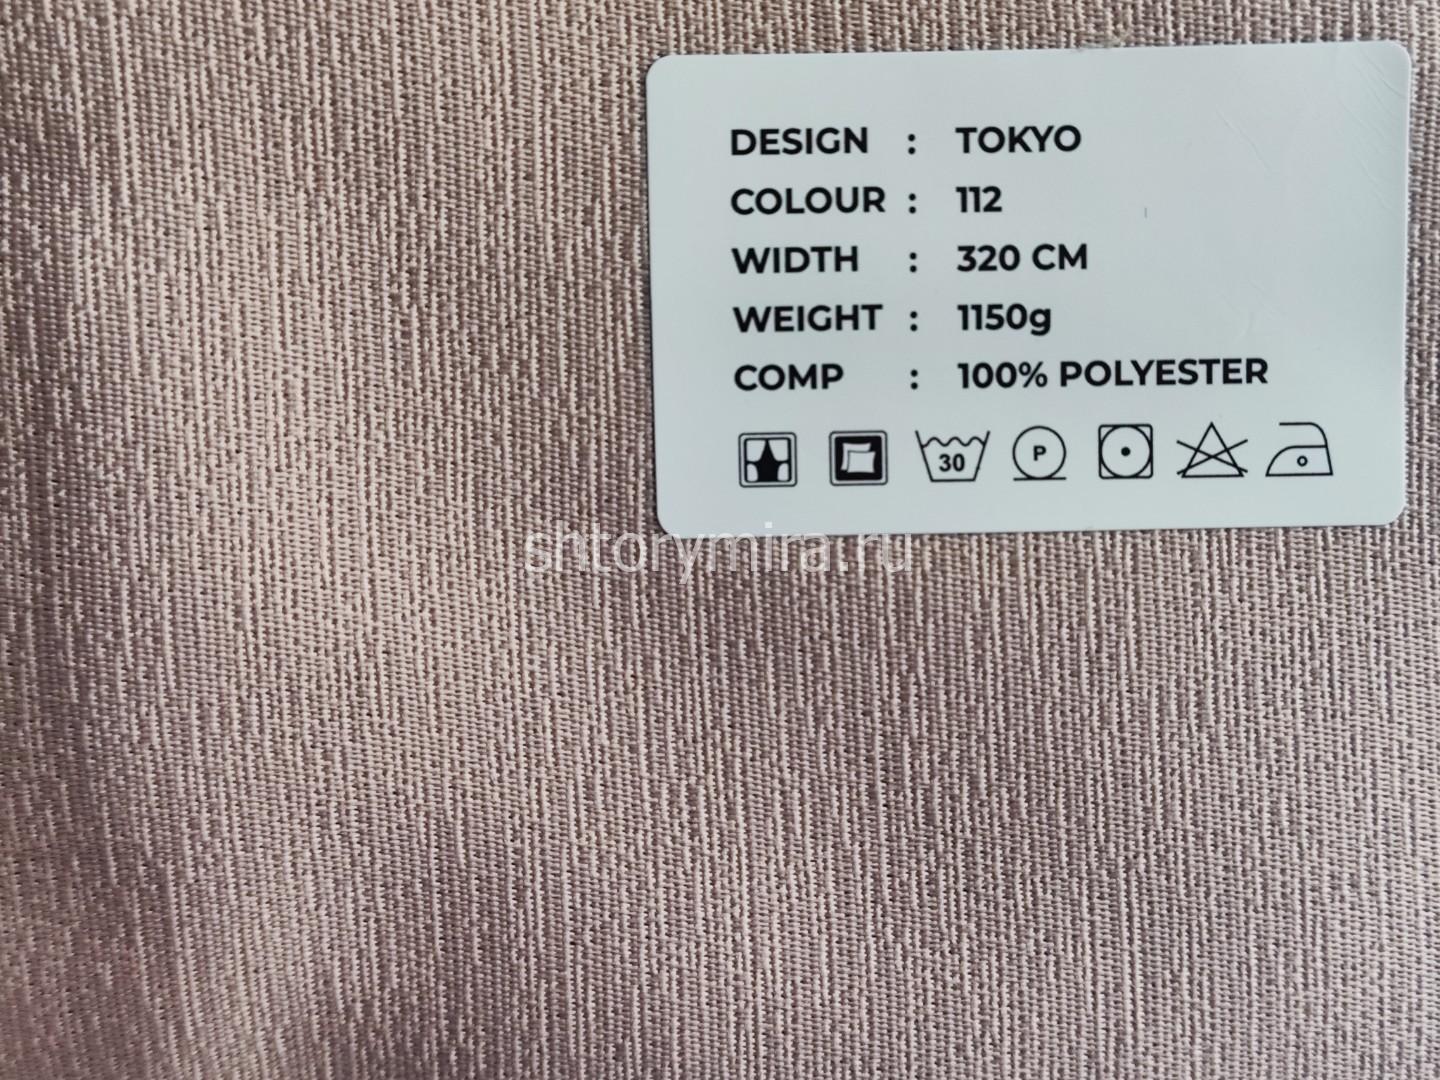 DESIGN : TOKYO
COLOUR : 112
WIDTH : 320 CM
WEIGHT : 1150g
COMP : 100% POLYESTER
30 P
shtorymira.ru